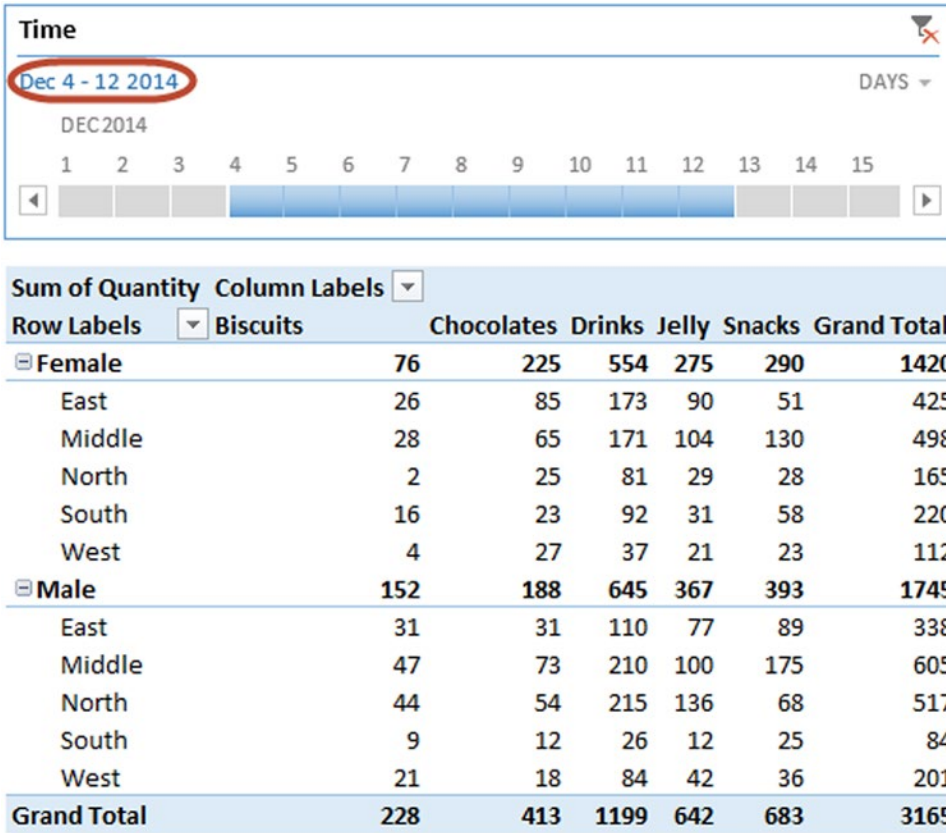 Time
Dec 4 - 12 2014 DAYS
DEC 2014
1 2 3 4 5 6 7 8 9 10 11 12 13 14 15
Sum of Quantity Column Labels
Row Labels Biscuits Chocolates Drinks Jelly Snacks Grand Total
Female 76 225 554 275 290 1420
East 26 85 173 90 51 425
Middle 28 65 171 104 130 498
North 2 25 81 29 28 165
South 16 23 92 31 58 220
West 4 27 37 21 23 112
Male 152 188 645 367 393 1745
East 31 31 110 77 89 338
Middle 47 73 210 100 175 605
North 44 54 215 136 68 517
South 9 12 26 12 25 84
West 21 18 84 42 36 201
Grand Total 228 413 1199 642 683 3165